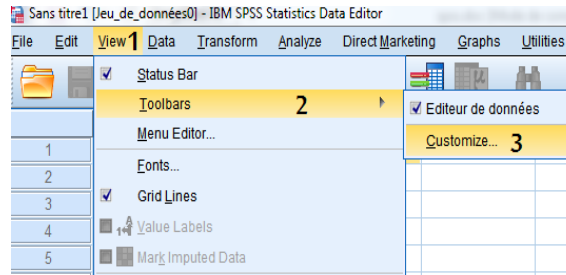 Sans titre1 [Jeu_de_données0] - IBM SPSS Statistics Data Editor
File Edit View 1 Data Transform Analyze Direct Marketing Graphs Utilities
Status Bar
Toolbars 2
Editeur de données
Menu Editor...
Customize... 3
1
Fonts...
2
3 Grid Lines
4 Value Labels
5 Mark Imputed Data